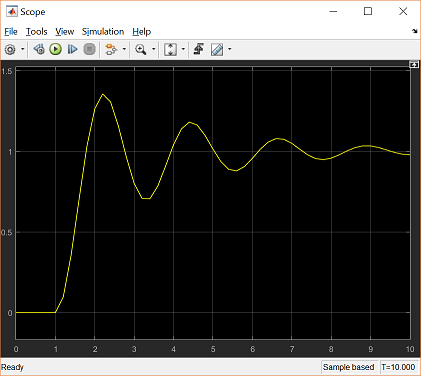 Scope
File Tools View Simulation Help
1.5
1
0.5
0
0 1 2 3 4 5 6 7 8 9 10
Ready Sample based T=10.000